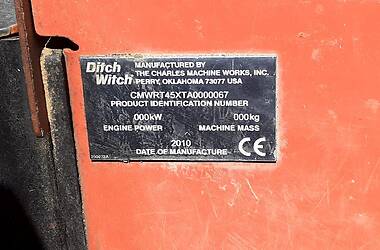 Ditch Witch
MANUFACTURED BY
THE CHARLES MACHINE WORKS, INC.
PERRY, OKLAHOMA 73077 USA
CMWRT45XTA0000067
PRODUCT IDENTIFICATION NUMBER
000kW 000kg
ENGINE POWER MACHINE MASS
2010
DATE OF MANUFACTURE
CE